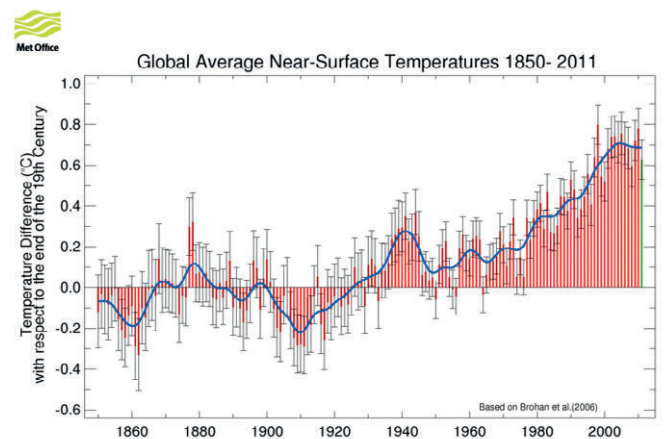 Met Office
Global Average Near-Surface Temperatures 1850- 2011
Temperature Difference (°C)
with respect to the end of the 19th Century
1.0
0.8
0.6
0.4
0.2
0.0
-0.2
-0.4
-0.6
Based on Brohan et al.(2006)
1860 1880 1900 1920 1940 1960 1980 2000